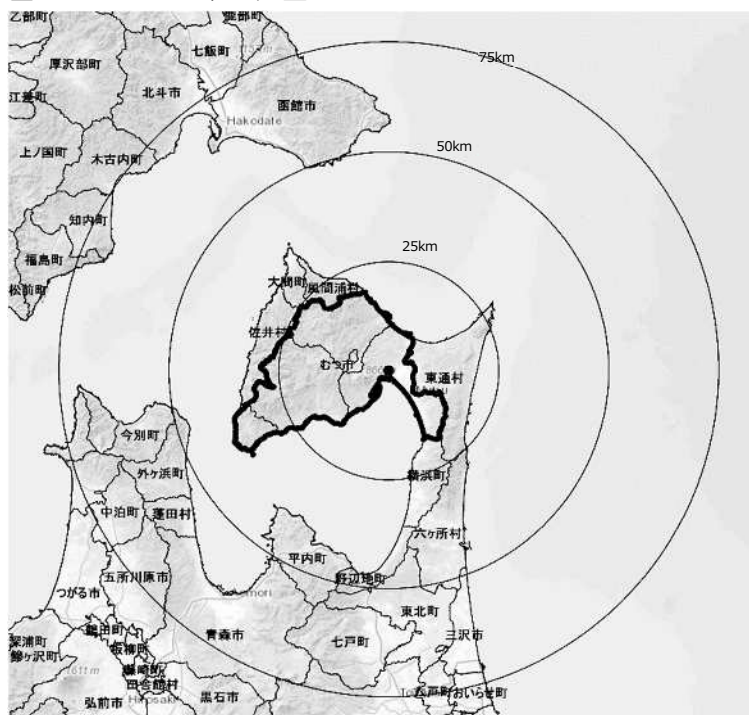 乙部町
鹿部町
七飯町
厚沢部町
75km
北斗市
函館市
江差町
Hakodate
上ノ国町
木古内町
50km
知内町
25km
福島町
大間町
風間浦村
松前町
佐井村
むつ市
東通村
今別町
外ヶ浜町
横浜町
中泊町
蓬田村
六ヶ所村
平内町
五所川原市
野辺地町
つがる市
東北町
鶴田町
青森市
深浦町
七戸町
三沢市
板柳町
鰺ヶ沢町
藤崎町
1611m
田舎館村
六戸町
おいらせ町
弘前市
Hirosaki
黒石市